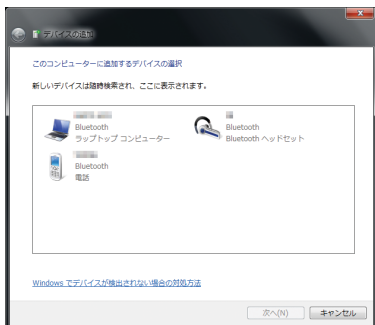 デバイスの追加
このコンピューターに追加するデバイスの選択
新しいデバイスは随時検索され、ここに表示されます。
Bluetooth
ラップトップ コンピューター
Bluetooth
Bluetooth ヘッドセット
Bluetooth
電話
Windows でデバイスが検出されない場合の対処方法
次へ(N)
キャンセル